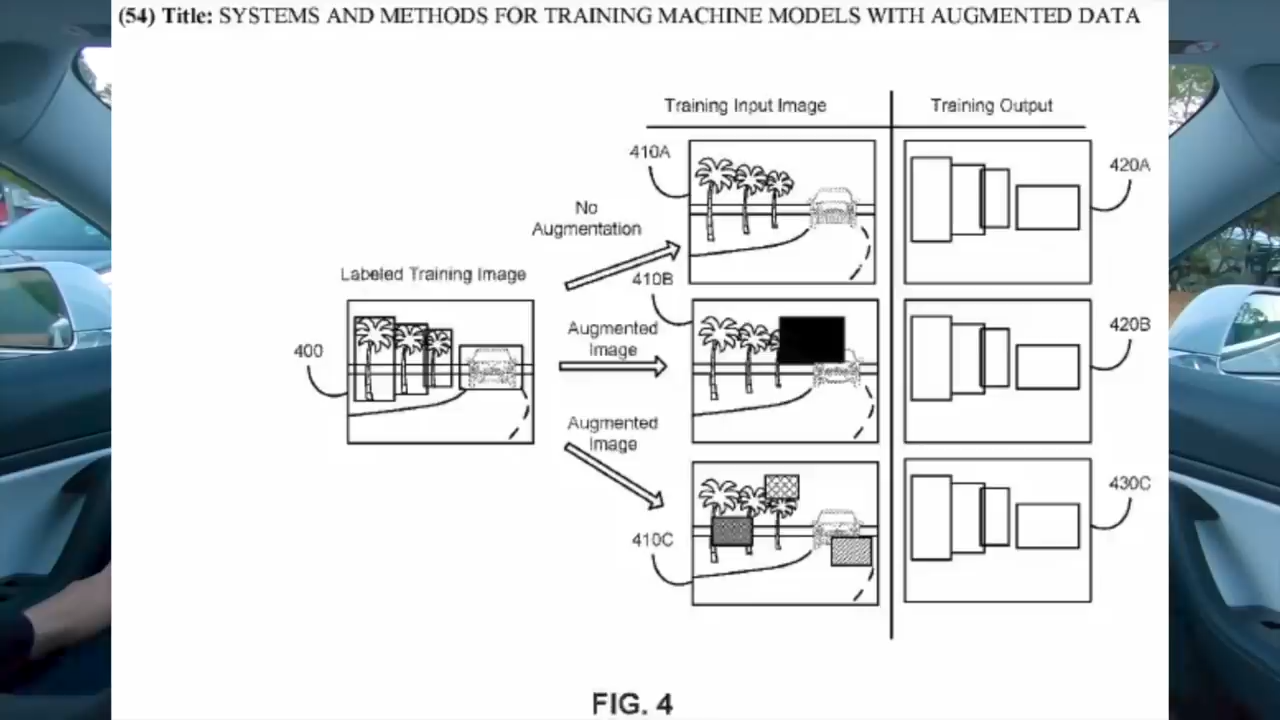 (54) Title: SYSTEMS AND METHODS FOR TRAINING MACHINE MODELS WITH AUGMENTED DATA
Training Input Image
Training Output
410A
420A
No
Augmentation
Labeled Training Image
410B
400
Augmented
Image
420B
Augmented
Image
430C
410C
FIG. 4